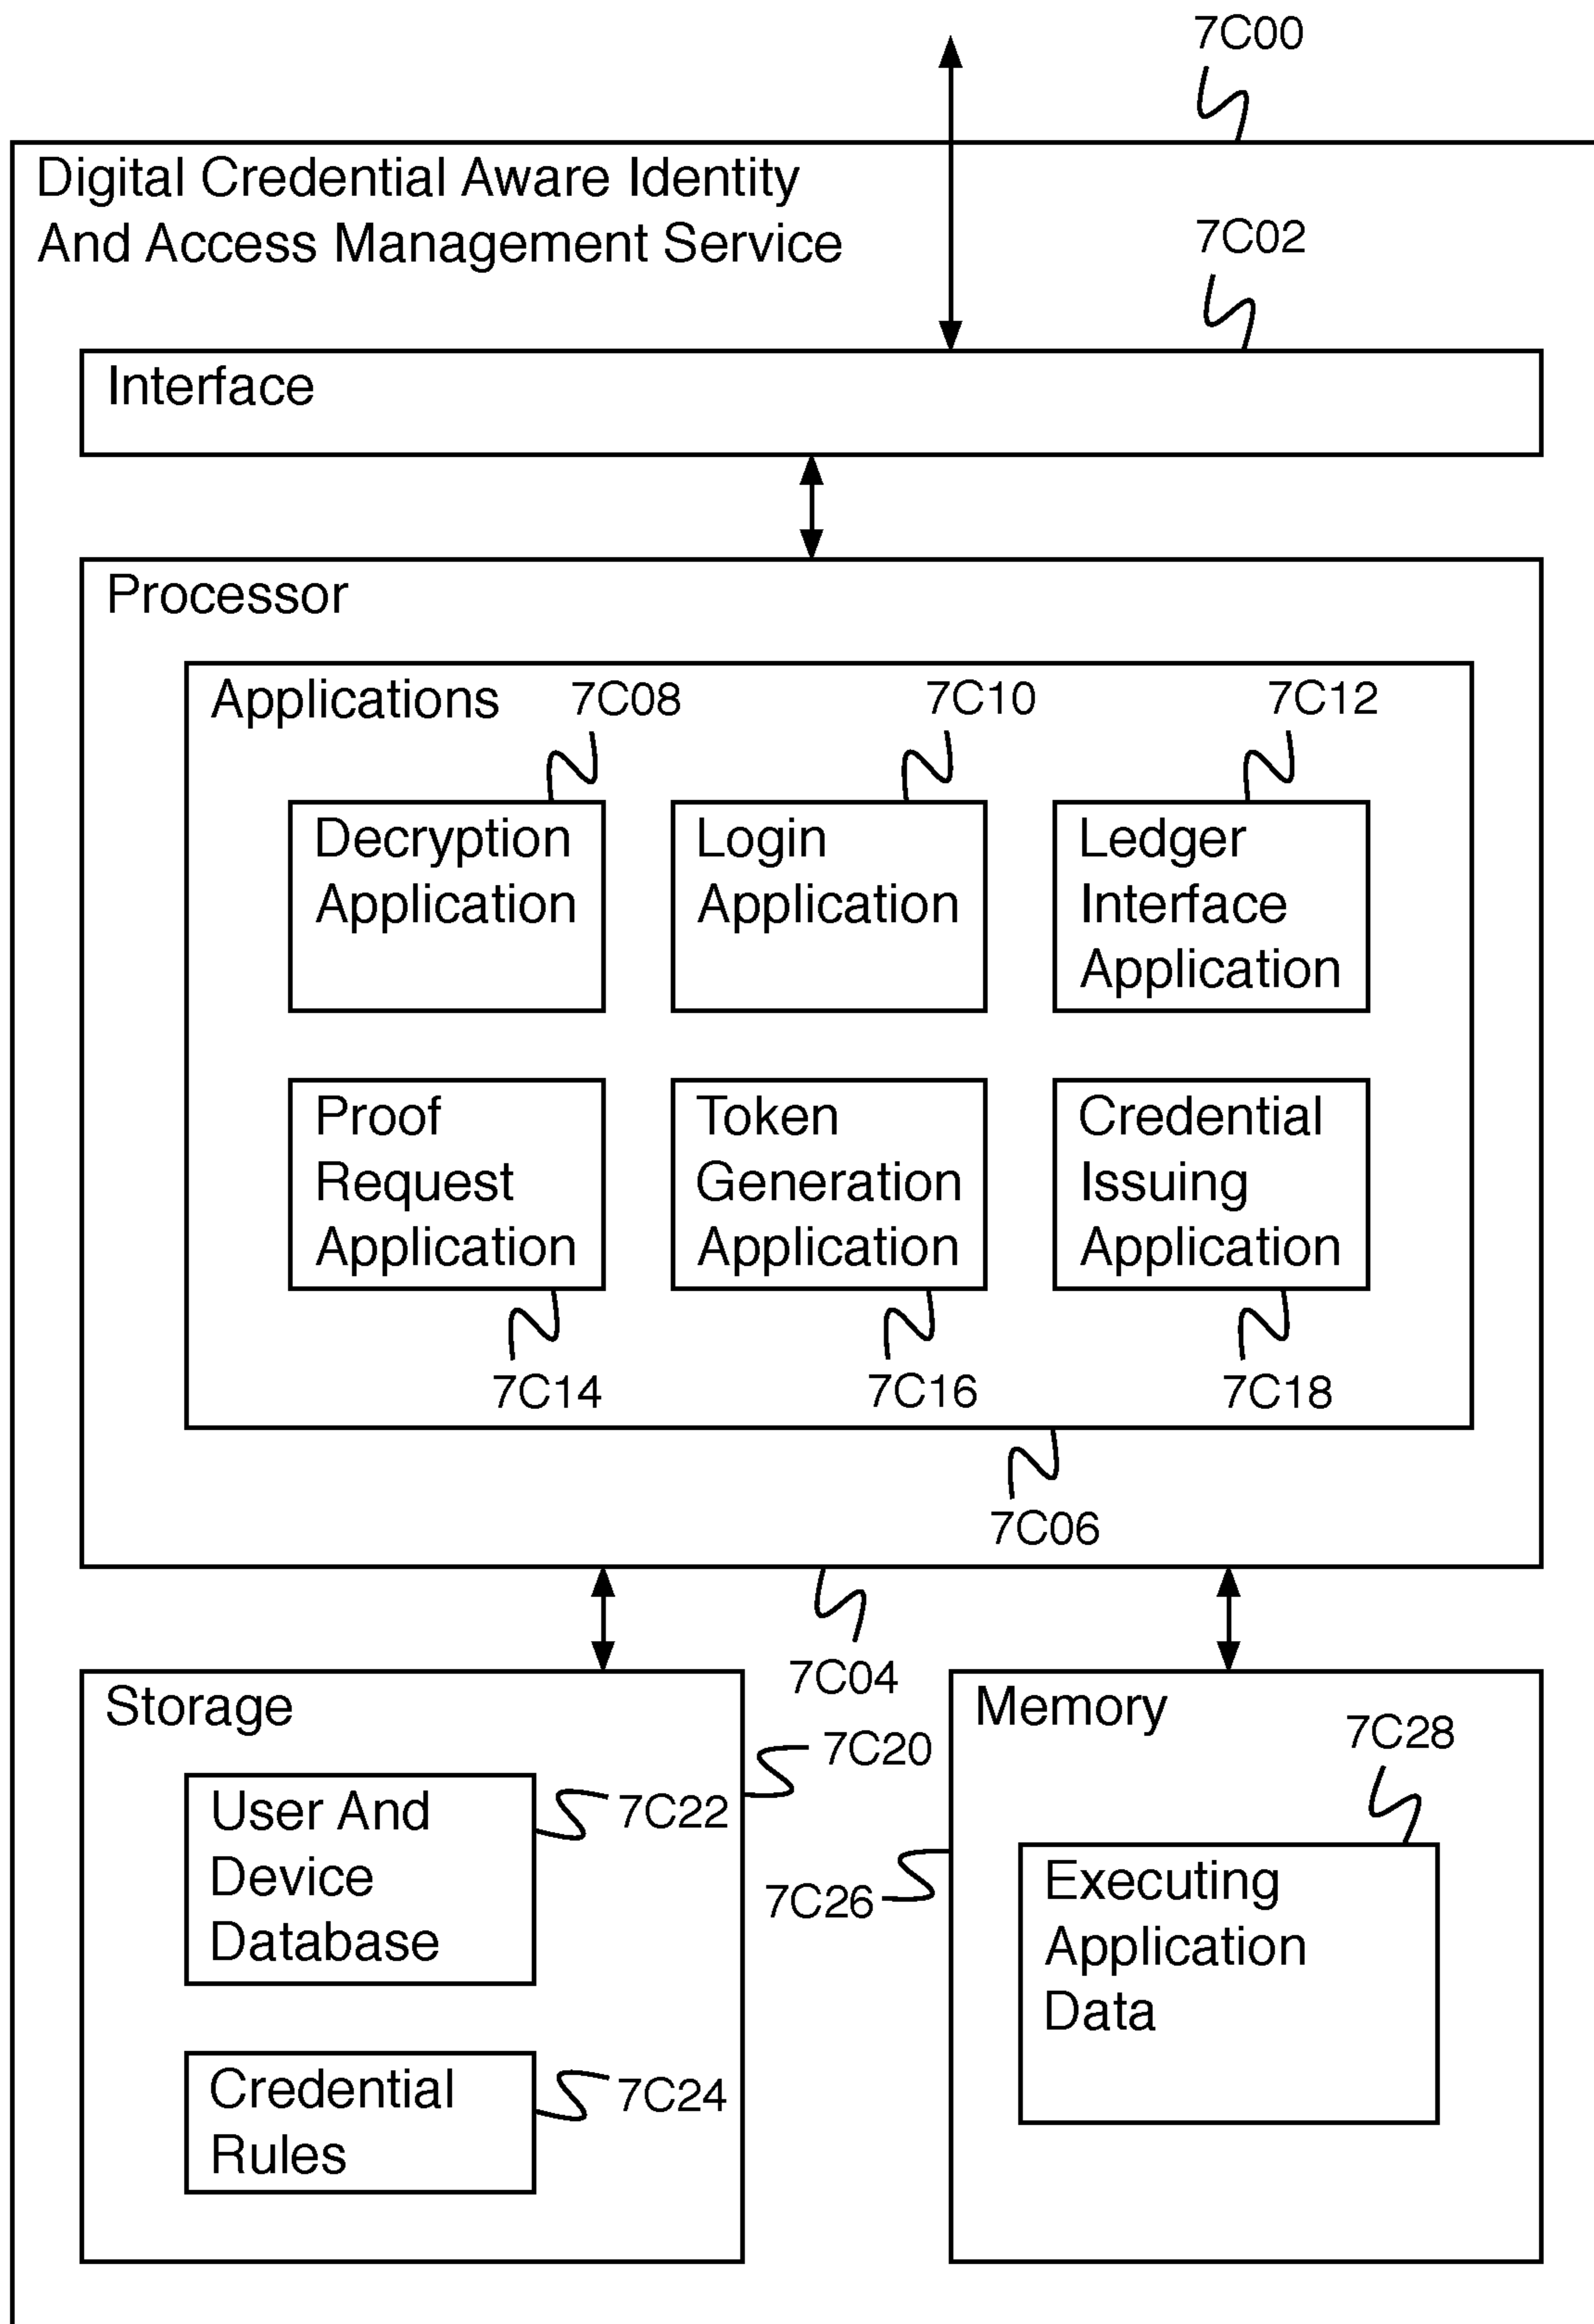 7C00
Digital Credential Aware Identity
And Access Management Service
7C02
Interface
Processor
Applications
7C08
7C10
7C12
Decryption
Application
Login
Application
Ledger
Interface
Application
Proof
Request
Application
Token
Generation
Application
Credential
Issuing
Application
7C14
7C16
7C18
7C06
7C04
Storage
7C20
User And
Device
Database
7C22
Credential
Rules
7C24
Memory
7C26
7C28
Executing
Application
Data